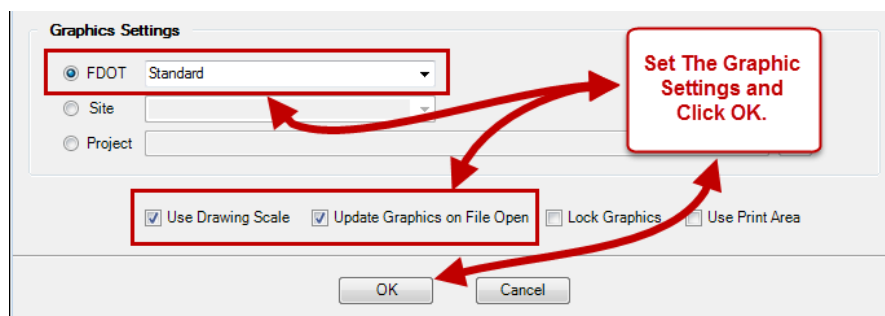 Graphics Settings
FDOT Standard
Set The Graphic
Settings and
Click OK.
Site
Project
Use Drawing Scale Update Graphics on File Open Lock Graphics Use Print Area
OK Cancel